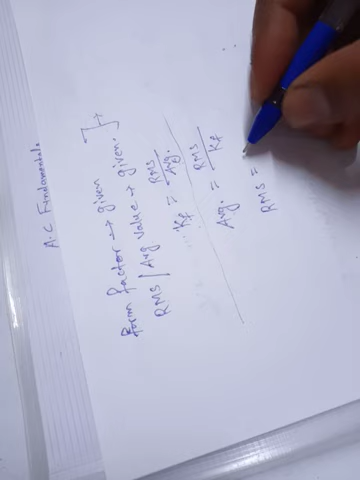 A.C Fundamentals
form factor → given
RMS / Avg value → given.
Kf = RMS / Avg.
Avg. = RMS / Kf
RMS =